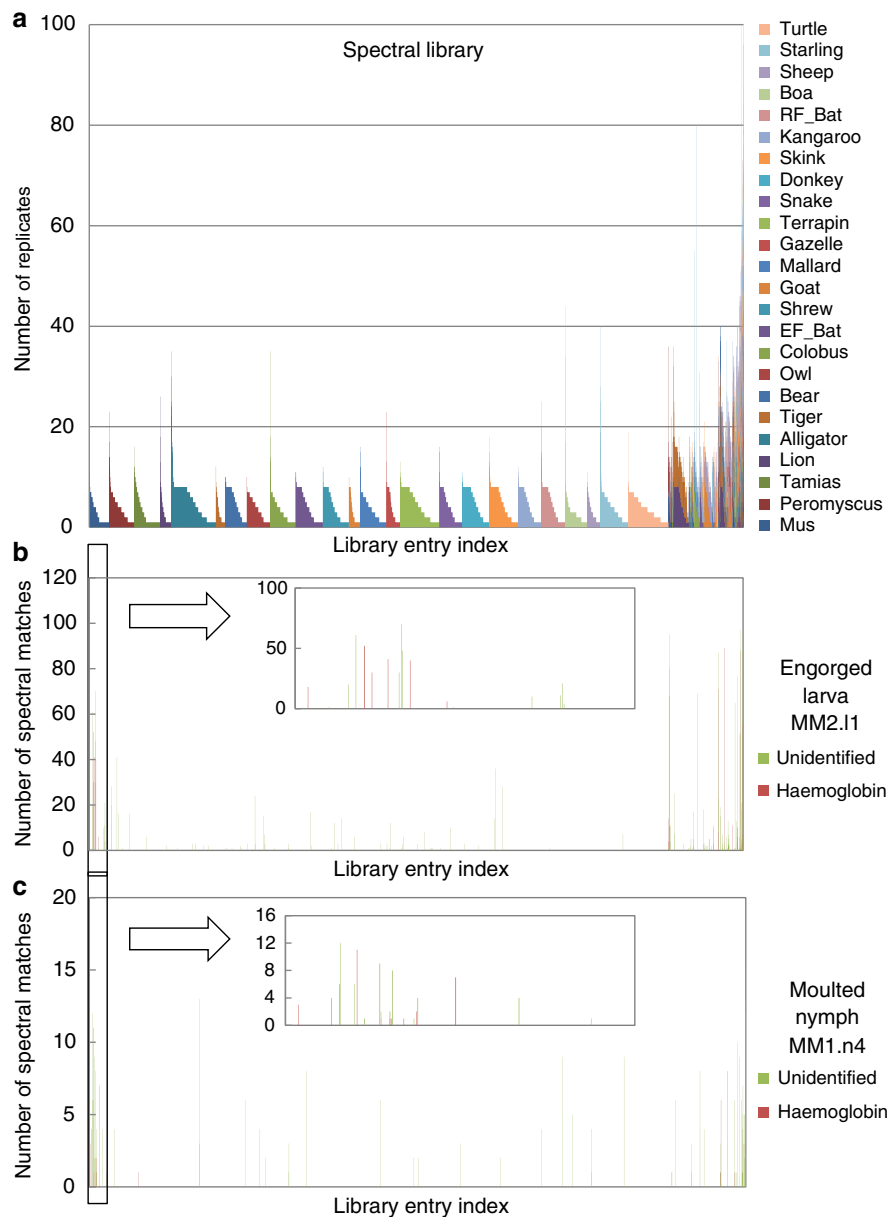 a
Spectral library
Number of replicates
100
80
60
40
20
0
Library entry index
Turtle
Starling
Sheep
Boa
RF_Bat
Kangaroo
Skink
Donkey
Snake
Terrapin
Gazelle
Mallard
Goat
Shrew
EF_Bat
Colobus
Owl
Bear
Tiger
Alligator
Lion
Tamias
Peromyscus
Mus
b
Number of spectral matches
120
100
80
60
40
20
0
100
50
0
Library entry index
Engorged
larva
MM2.l1
Unidentified
Haemoglobin
c
Number of spectral matches
20
15
10
5
0
16
12
8
4
0
Library entry index
Moulted
nymph
MM1.n4
Unidentified
Haemoglobin